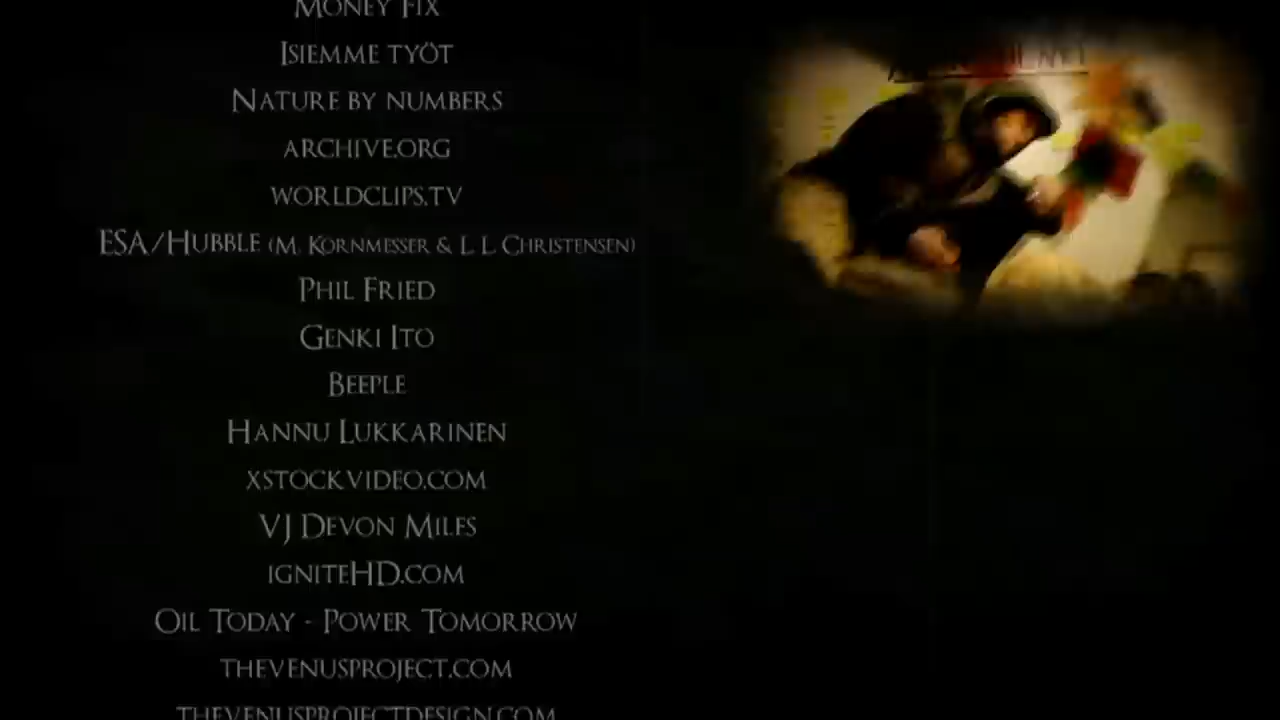 Money Fix
Isiemme työt
Nature by numbers
archive.org
worldclips.tv
ESA/Hubble (M. Kornmesser & L. L. Christensen)
Phil Fried
Genki Ito
Beeple
Hannu Lukkarinen
xstockvideo.com
VJ Devon Miles
igniteHD.com
Oil Today - Power Tomorrow
thevenusproject.com
thevenusprojectdesign.com